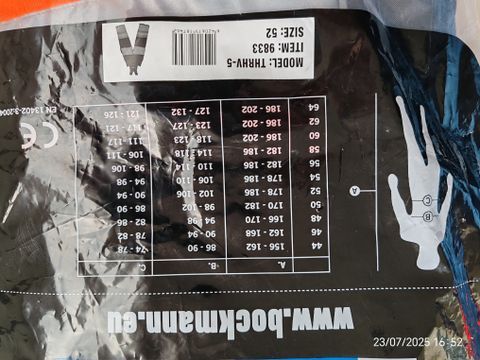 www.bockmann.eu
A. B. C.
44 156 - 162 86 - 90 74 - 78
46 162 - 168 90 - 94 78 - 82
48 166 - 170 94 - 98 82 - 86
50 170 - 182 98 - 102 86 - 90
52 178 - 186 102 - 106 90 - 94
54 178 - 186 106 - 110 94 - 98
56 182 - 186 110 - 114 98 - 106
58 182 - 186 114 - 118 106 - 111
60 186 - 202 118 - 123 111 - 117
62 186 - 202 123 - 127 117 - 121
64 186 - 202 127 - 132 121 - 126
A
B
C
CE
EN 13402-3:2004
MODEL: THRHV-5
ITEM: 9833
SIZE: 52
23/07/2025 16:52